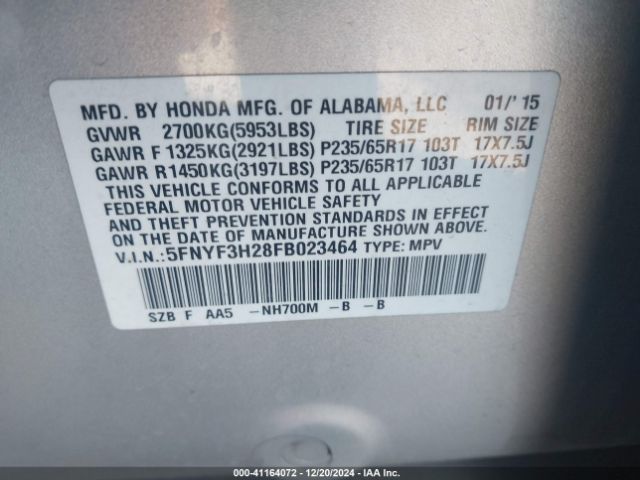 MFD. BY HONDA MFG. OF ALABAMA, LLC 01/'15
GVWR 2700KG(5953LBS) TIRE SIZE RIM SIZE
GAWR F 1325KG(2921LBS) P235/65R17 103T 17X7.5J
GAWR R1450KG(3197LBS) P235/65R17 103T 17X7.5J
THIS VEHICLE CONFORMS TO ALL APPLICABLE
FEDERAL MOTOR VEHICLE SAFETY
AND THEFT PREVENTION STANDARDS IN EFFECT
ON THE DATE OF MANUFACTURE SHOWN ABOVE.
V.I.N.:5FNYF3H28FB023464 TYPE: MPV
SZB F AA5 -NH700M -B -B
000-41164072 - 12/20/2024 - IAA Inc.